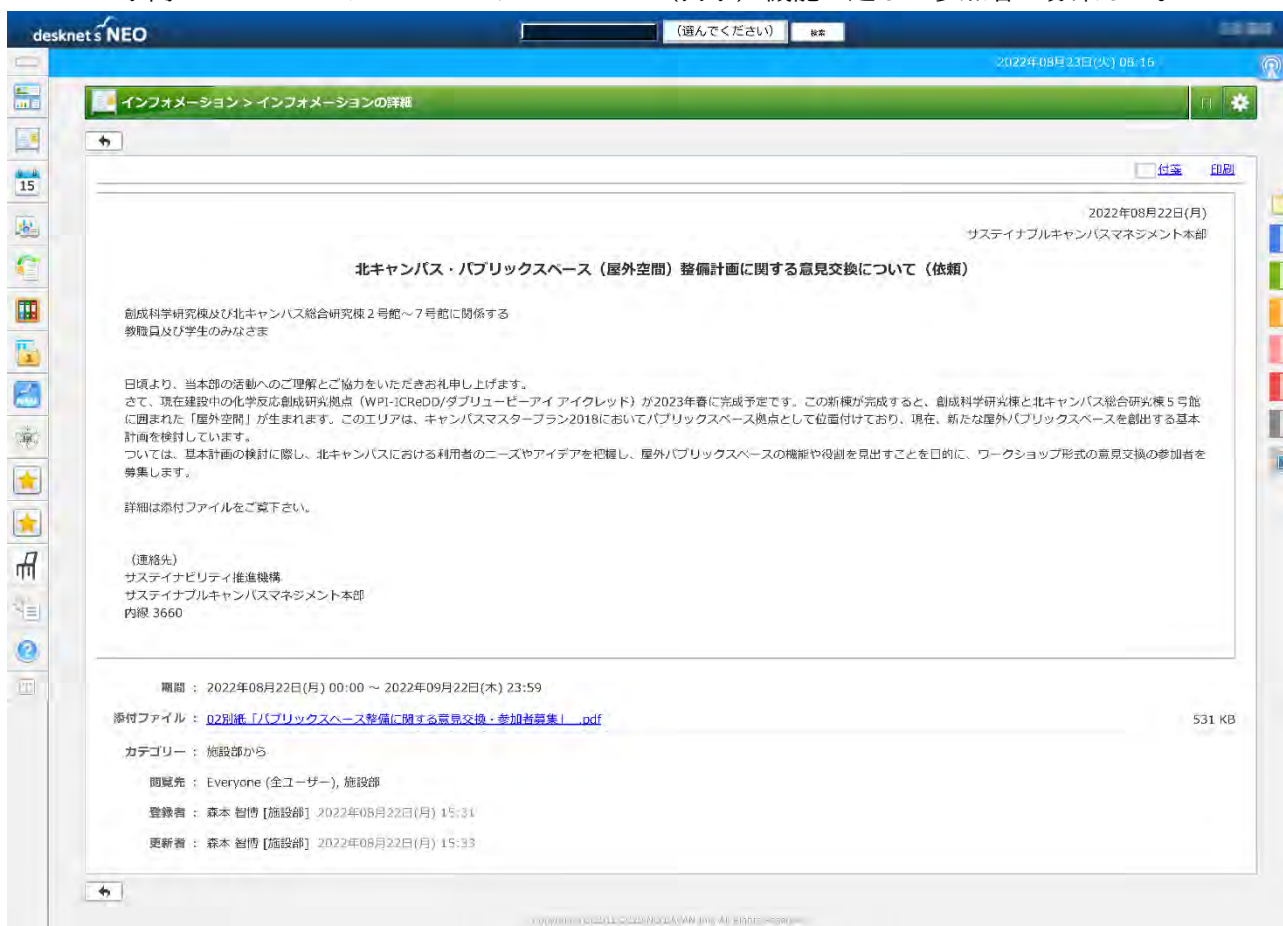 desknet's NEO
(選んでください)
検索
2022年08月23日(火) 08:16
インフォメーション > インフォメーションの詳細
15
付箋 印刷
2022年08月22日(月)
サステイナブルキャンパスマネジメント本部
北キャンパス・パブリックスペース（屋外空間）整備計画に関する意見交換について（依頼）
創成科学研究棟及び北キャンパス総合研究棟２号館～７号館に関係する
教職員及び学生のみなさま
日頃より、当本部の活動へのご理解とご協力をいただきお礼申し上げます。
さて、現在建設中の化学反応創成研究拠点（WPI-ICReDD/ダブリューピーアイ アイクレッド）が2023年春に完成予定です。この新棟が完成すると、創成科学研究棟と北キャンパス総合研究棟５号館
に囲まれた「屋外空間」が生まれます。このエリアは、キャンパスマスタープラン2018においてパブリックスペース拠点として位置付けており、現在、新たな屋外パブリックスペースを創出する基本
計画を検討しています。
ついては、基本計画の検討に際し、北キャンパスにおける利用者のニーズやアイデアを把握し、屋外パブリックスペースの機能や役割を見出すことを目的に、ワークショップ形式の意見交換の参加者を
募集します。
詳細は添付ファイルをご覧下さい。
（連絡先）
サステイナビリティ推進機構
サステイナブルキャンパスマネジメント本部
内線 3660
期間 ： 2022年08月22日(月) 00:00 ～ 2022年09月22日(木) 23:59
添付ファイル ： 02別紙「パブリックスペース整備に関する意見交換・参加者募集」 .pdf 531 KB
カテゴリー ： 施設部から
閲覧先 ： Everyone (全ユーザー), 施設部
登録者 ： 森本 智博 [施設部] 2022年08月22日(月) 15:31
更新者 ： 森本 智博 [施設部] 2022年08月22日(月) 15:33